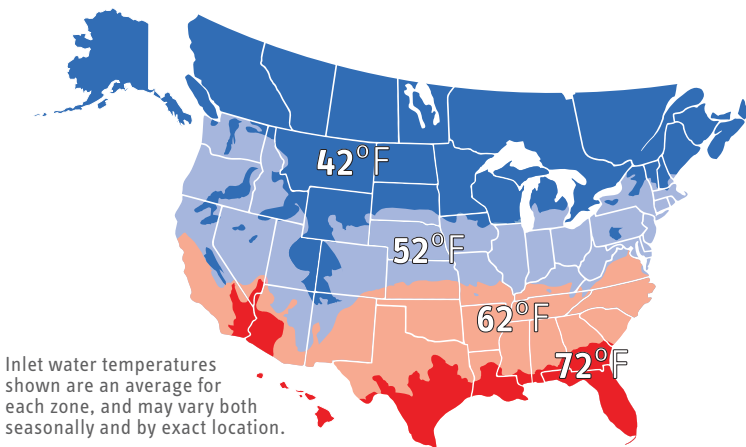 42°F
52°F
62°F
72°F
Inlet water temperatures
shown are an average for
each zone, and may vary both
seasonally and by exact location.